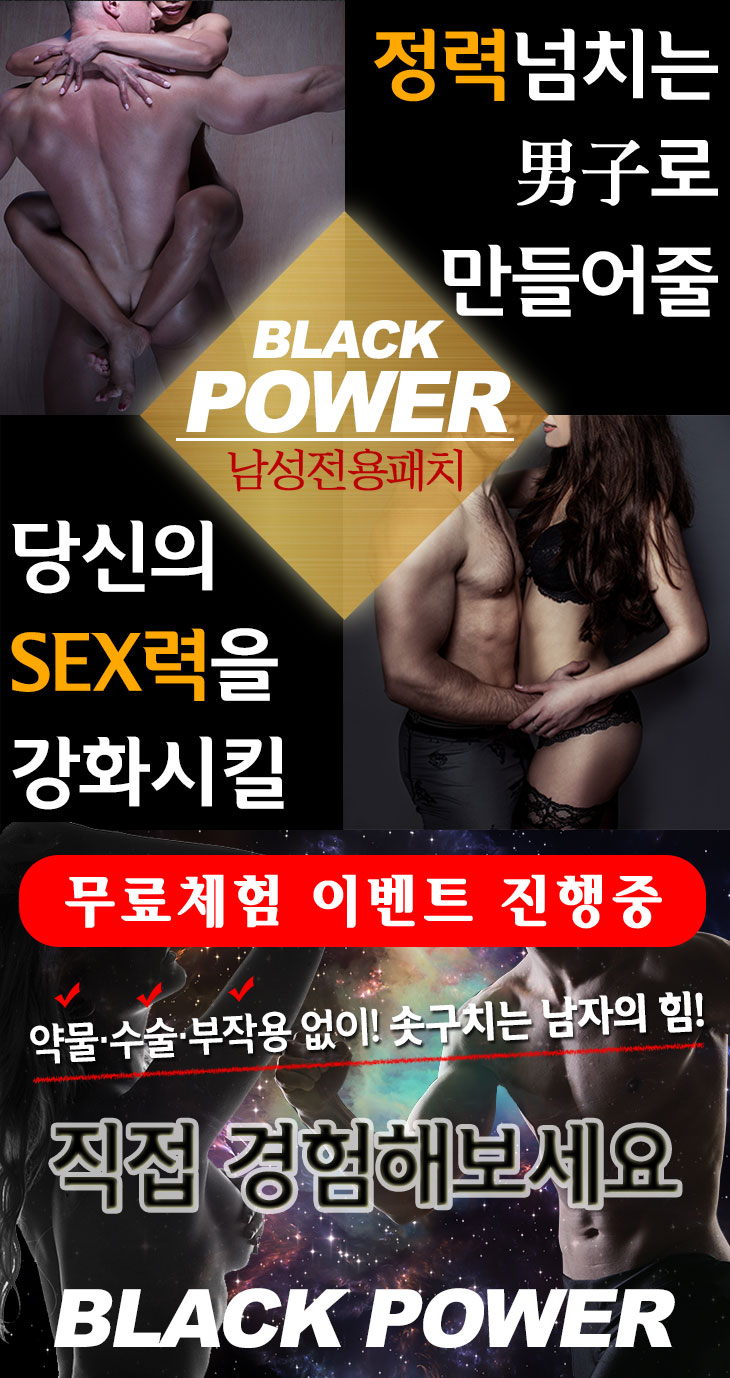 정력넘치는
男子로
만들어줄
BLACK
POWER
남성전용패치
당신의
SEX력을
강화시킬
무료체험 이벤트 진행중
약물·수술·부작용 없이! 솟구치는 남자의 힘!
직접 경험해보세요
BLACK POWER